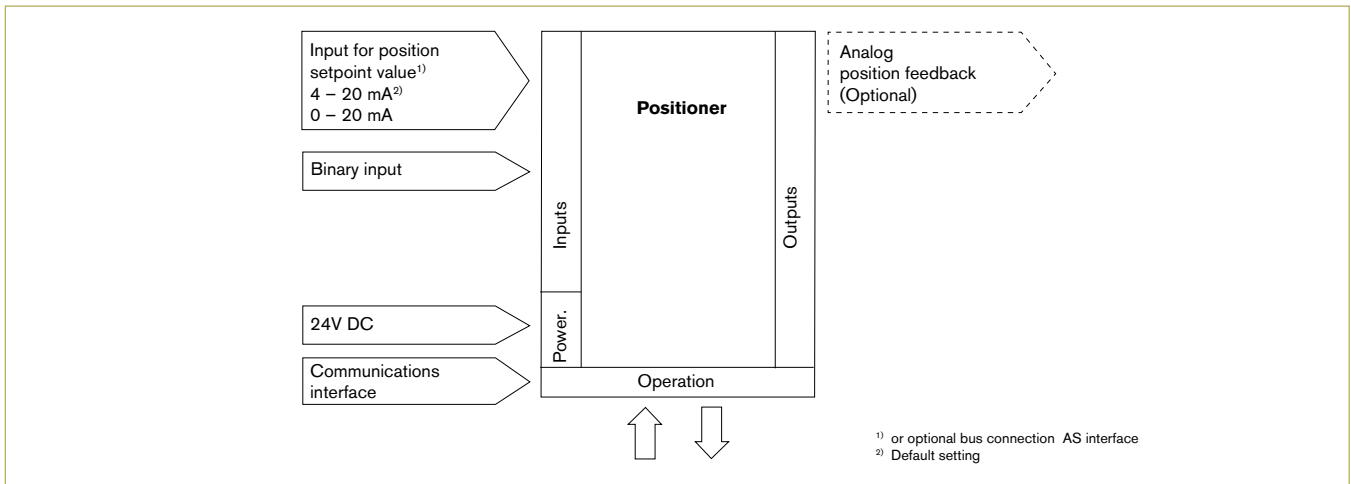 Input for position
setpoint value¹⁾
4 – 20 mA²⁾
0 – 20 mA
Binary input
24V DC
Communications
interface
Inputs
Power.
Positioner
Operation
Outputs
Analog
position feedback
(Optional)
¹⁾ or optional bus connection AS interface
²⁾ Default setting